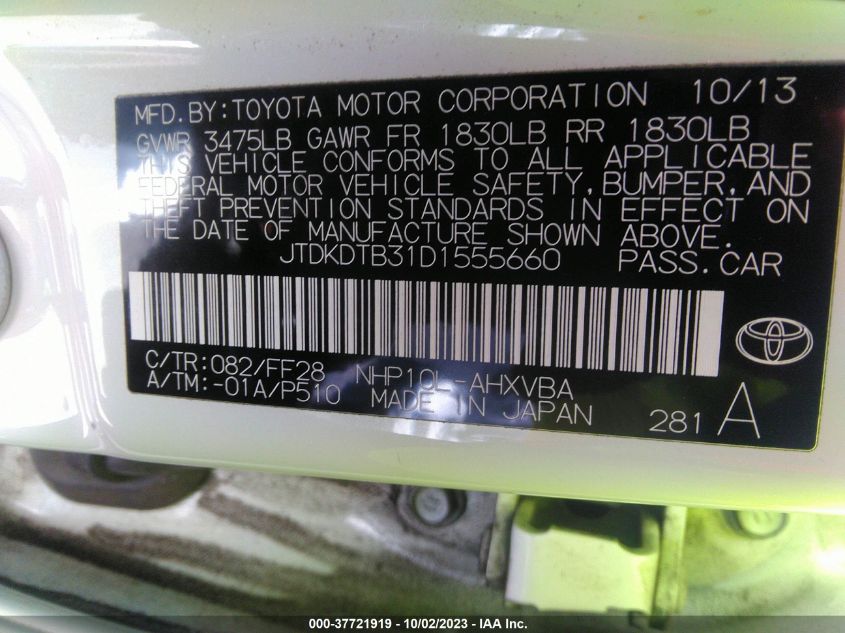 MFD.BY:TOYOTA MOTOR CORPORATION 10/13
GVWR 3475LB GAWR FR 1830LB RR 1830LB
THIS VEHICLE CONFORMS TO ALL APPLICABLE
FEDERAL MOTOR VEHICLE SAFETY,BUMPER,AND
THEFT PREVENTION STANDARDS IN EFFECT ON
THE DATE OF MANUFACTURE SHOWN ABOVE.
JTDKDTB31D1555660 PASS.CAR
C/TR:082/FF28 NHP10L-AHXVBA
A/TM:-01A/P510 MADE IN JAPAN
281 A
000-37721919 - 10/02/2023 - IAA Inc.